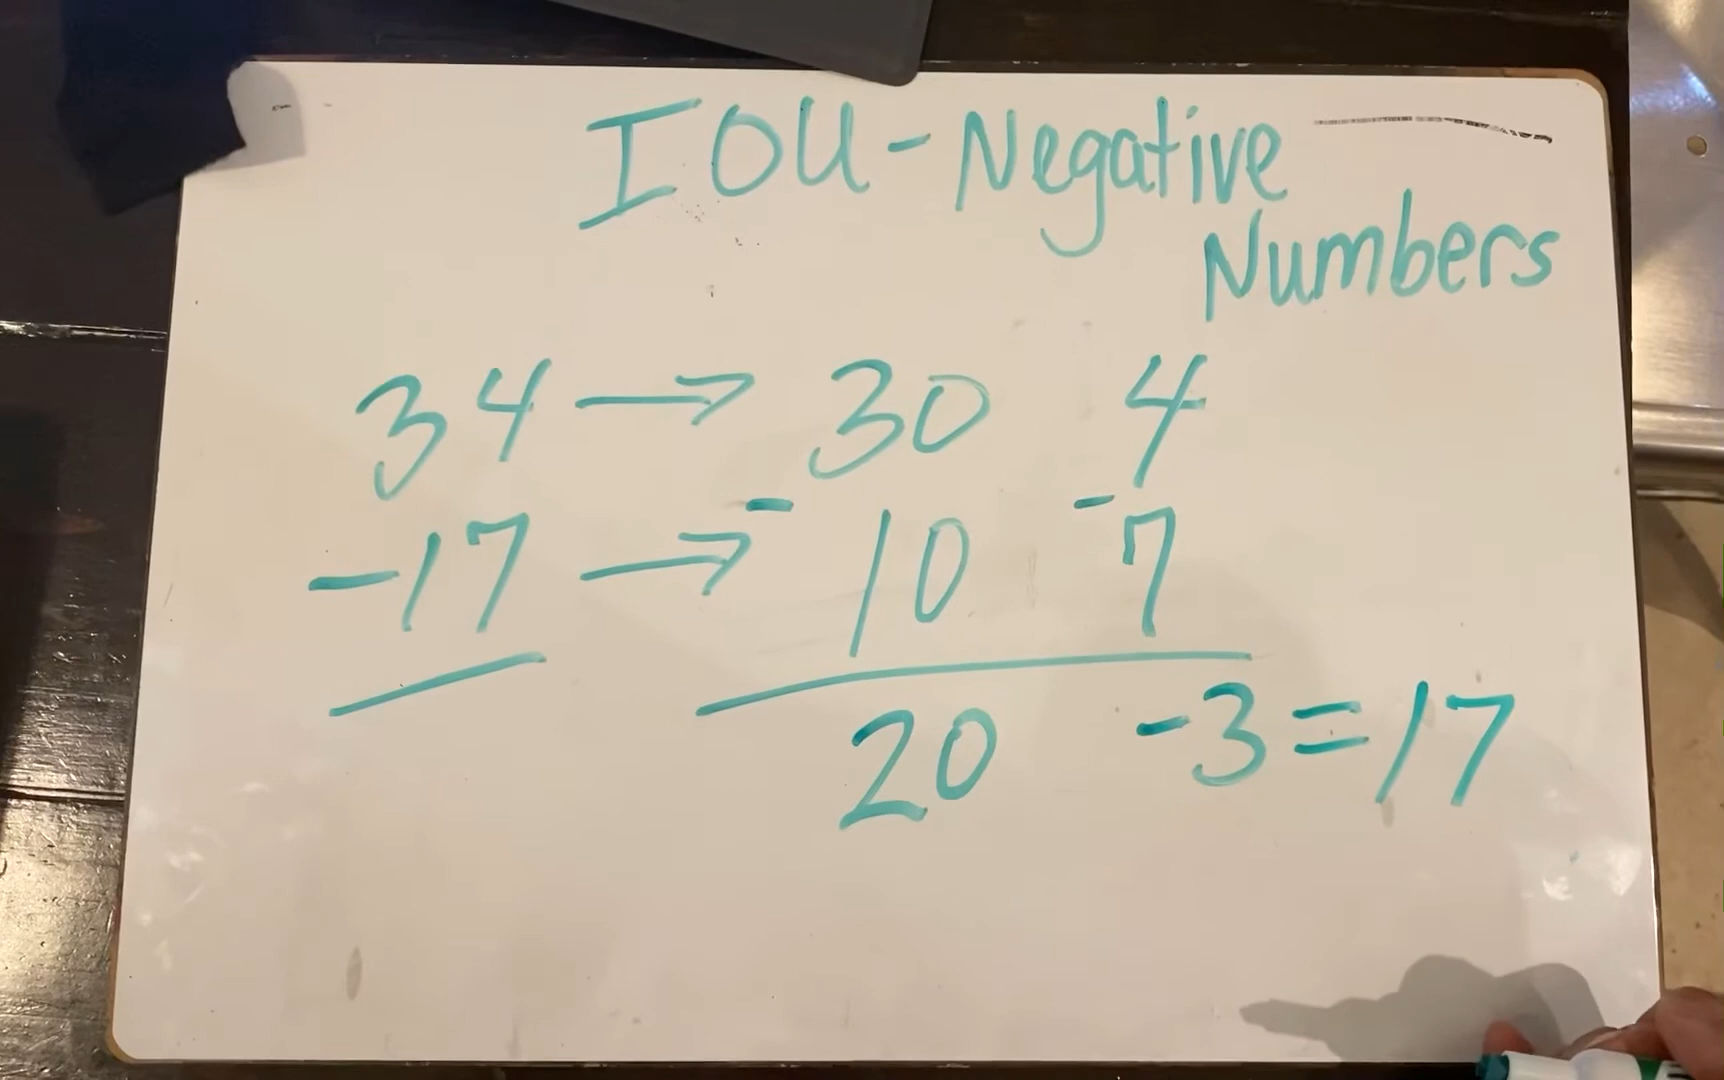 IOU - Negative
Numbers
34 → 30 4
-17 → - 10 - 7
20 -3 = 17